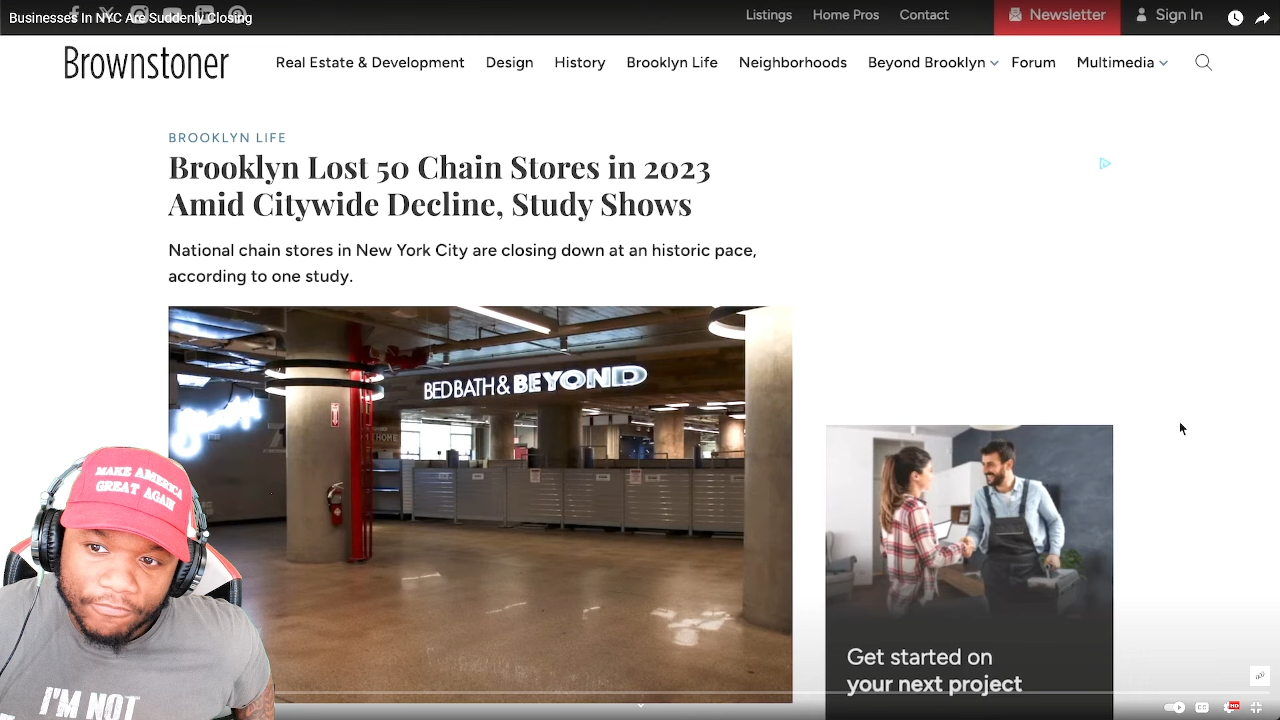 Businesses In NYC Are Suddenly Closing
Listings Home Pros Contact Newsletter Sign In
Brownstoner
Real Estate & Development Design History Brooklyn Life Neighborhoods Beyond Brooklyn Forum Multimedia
BROOKLYN LIFE
Brooklyn Lost 50 Chain Stores in 2023
Amid Citywide Decline, Study Shows
National chain stores in New York City are closing down at an historic pace,
according to one study.
BED BATH & BEYOND
MAKE AMERICA
GREAT AGAIN
I'M NOT
Get started on
your next project
CC
HD